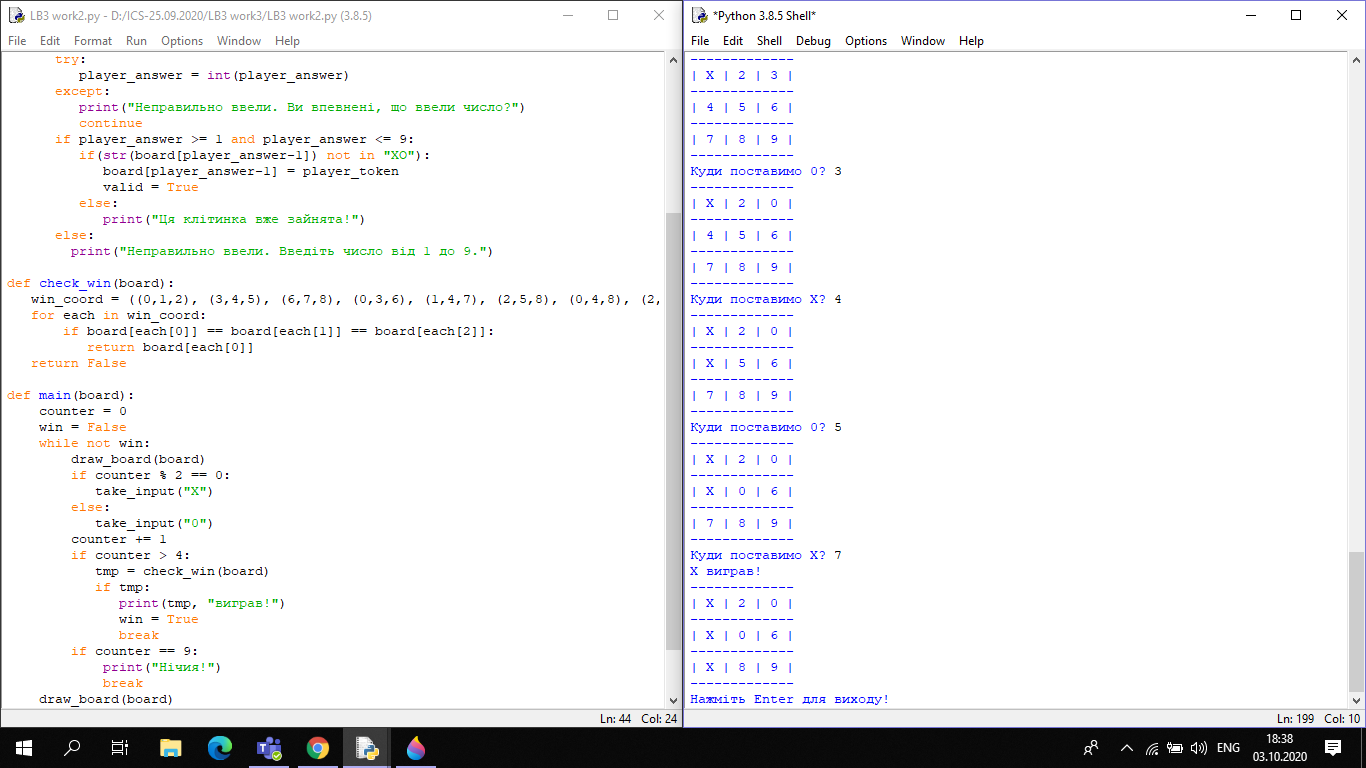 LB3 work2.py - D:/ICS-25.09.2020/LB3 work3/LB3 work2.py (3.8.5)
File Edit Format Run Options Window Help
try:
player_answer = int(player_answer)
except:
print("Неправильно ввели. Ви впевнені, що ввели число?")
continue
if player_answer >= 1 and player_answer <= 9:
if(str(board[player_answer-1]) not in "XO"):
board[player_answer-1] = player_token
valid = True
else:
print("Ця клітинка вже зайнята!")
else:
print("Неправильно ввели. Введіть число від 1 до 9.")
def check_win(board):
win_coord = ((0,1,2), (3,4,5), (6,7,8), (0,3,6), (1,4,7), (2,5,8), (0,4,8), (2,
for each in win_coord:
if board[each[0]] == board[each[1]] == board[each[2]]:
return board[each[0]]
return False
def main(board):
counter = 0
win = False
while not win:
draw_board(board)
if counter % 2 == 0:
take_input("X")
else:
take_input("0")
counter += 1
if counter > 4:
tmp = check_win(board)
if tmp:
print(tmp, "виграв!")
win = True
break
if counter == 9:
print("Нічия!")
break
draw_board(board)
Ln: 44 Col: 24
*Python 3.8.5 Shell*
File Edit Shell Debug Options Window Help
-------------
| X | 2 | 3 |
-------------
| 4 | 5 | 6 |
-------------
| 7 | 8 | 9 |
-------------
Куди поставимо 0? 3
-------------
| X | 2 | 0 |
-------------
| 4 | 5 | 6 |
-------------
| 7 | 8 | 9 |
-------------
Куди поставимо X? 4
-------------
| X | 2 | 0 |
-------------
| X | 5 | 6 |
-------------
| 7 | 8 | 9 |
-------------
Куди поставимо 0? 5
-------------
| X | 2 | 0 |
-------------
| X | 0 | 6 |
-------------
| 7 | 8 | 9 |
-------------
Куди поставимо X? 7
X виграв!
-------------
| X | 2 | 0 |
-------------
| X | 0 | 6 |
-------------
| X | 8 | 9 |
-------------
Нажміть Enter для виходу!
Ln: 199 Col: 10
ENG
18:38
03.10.2020